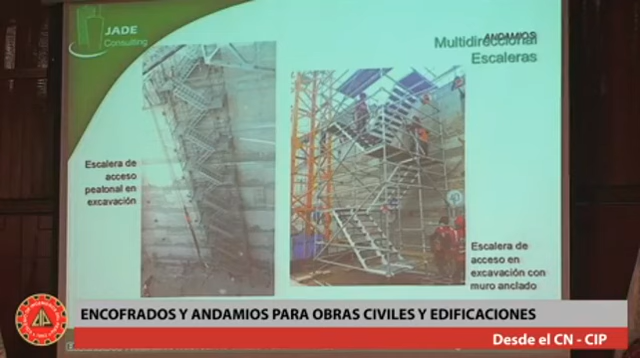 JADE
Consulting
ANDAMIOS
Multidireccional
Escaleras
Escalera de
acceso
peatonal en
excavación
Escalera de
acceso en
excavación con
muro anclado
ENCOFRADOS Y ANDAMIOS PARA OBRAS CIVILES Y EDIFICACIONES
Desde el CN - CIP